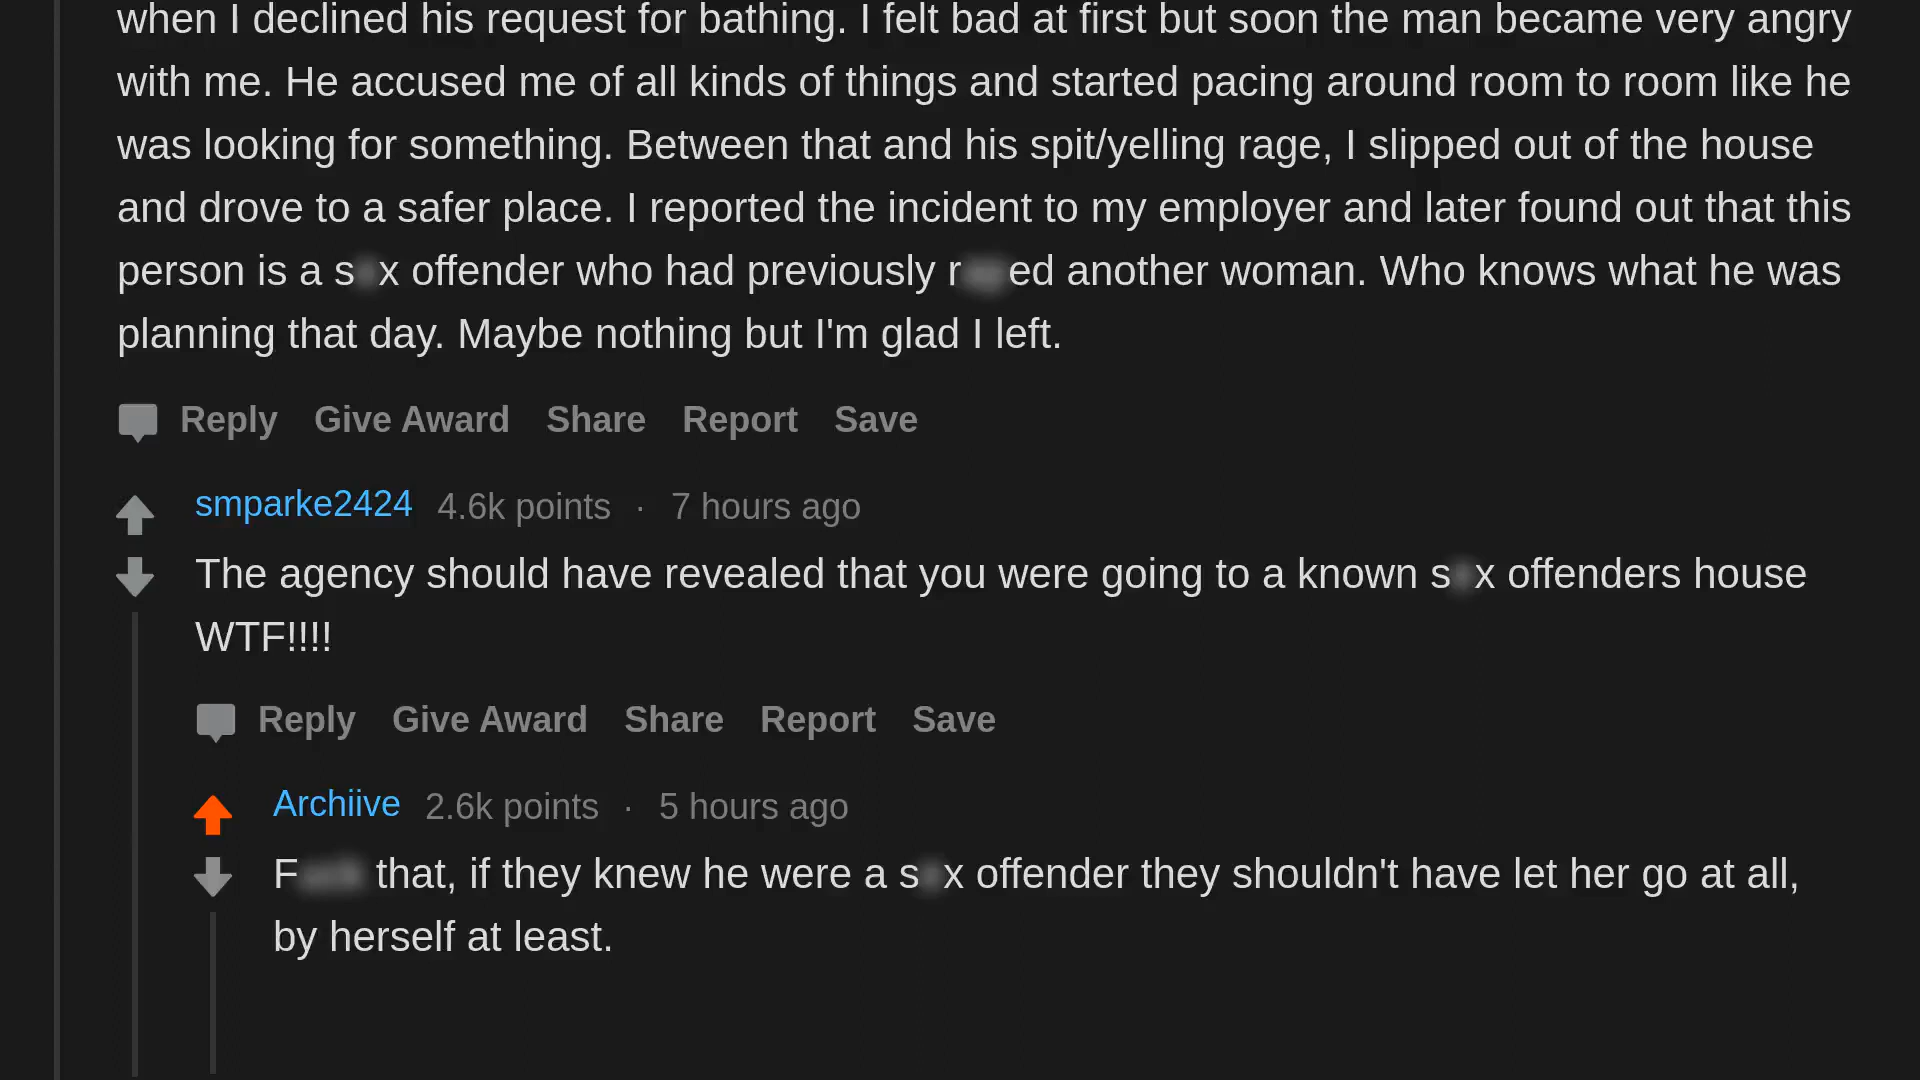 when I declined his request for bathing. I felt bad at first but soon the man became very angry
with me. He accused me of all kinds of things and started pacing around room to room like he
was looking for something. Between that and his spit/yelling rage, I slipped out of the house
and drove to a safer place. I reported the incident to my employer and later found out that this
person is a offender who had previously another woman. Who knows what he was
planning that day. Maybe nothing but I'm glad I left.
Reply Give Award Share Report Save
smparke2424 4.6k points · 7 hours ago
The agency should have revealed that you were going to a known offenders house
WTF!!!!
Reply Give Award Share Report Save
Archiive 2.6k points · 5 hours ago
that, if they knew he were a offender they shouldn't have let her go at all,
by herself at least.